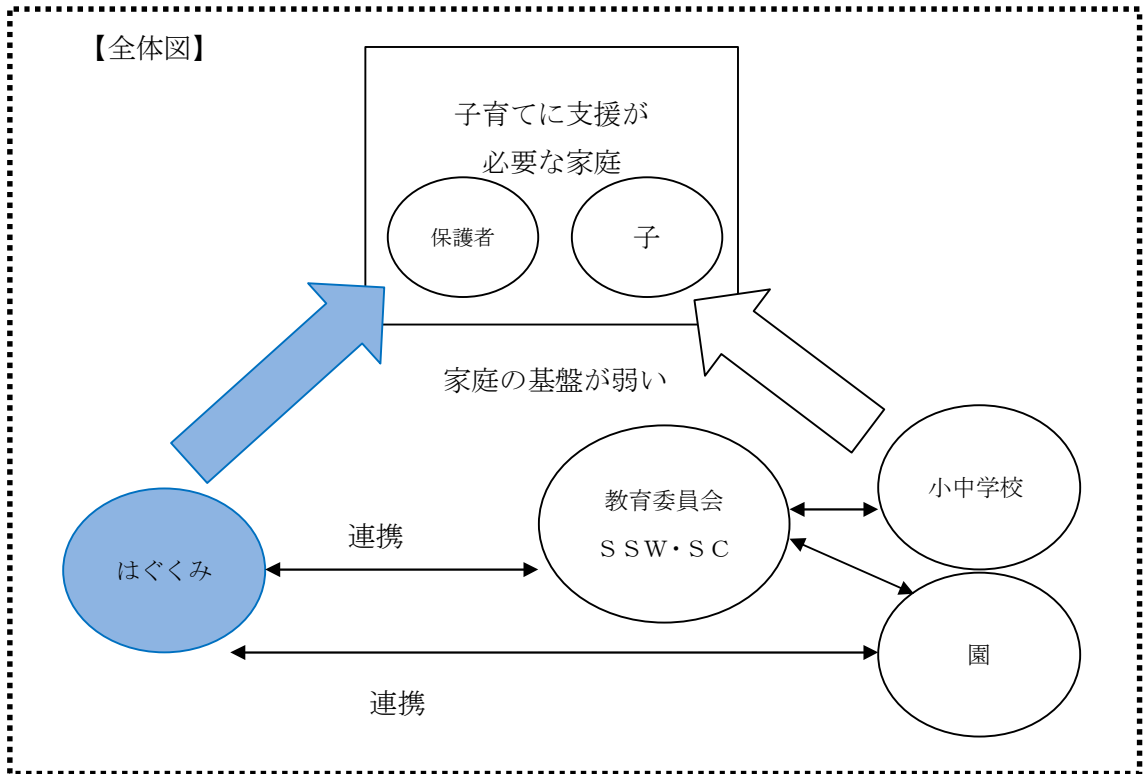 【全体図】
子育てに支援が
必要な家庭
保護者
子
家庭の基盤が弱い
小中学校
教育委員会
ＳＳＷ・ＳＣ
連携
はぐくみ
園
連携